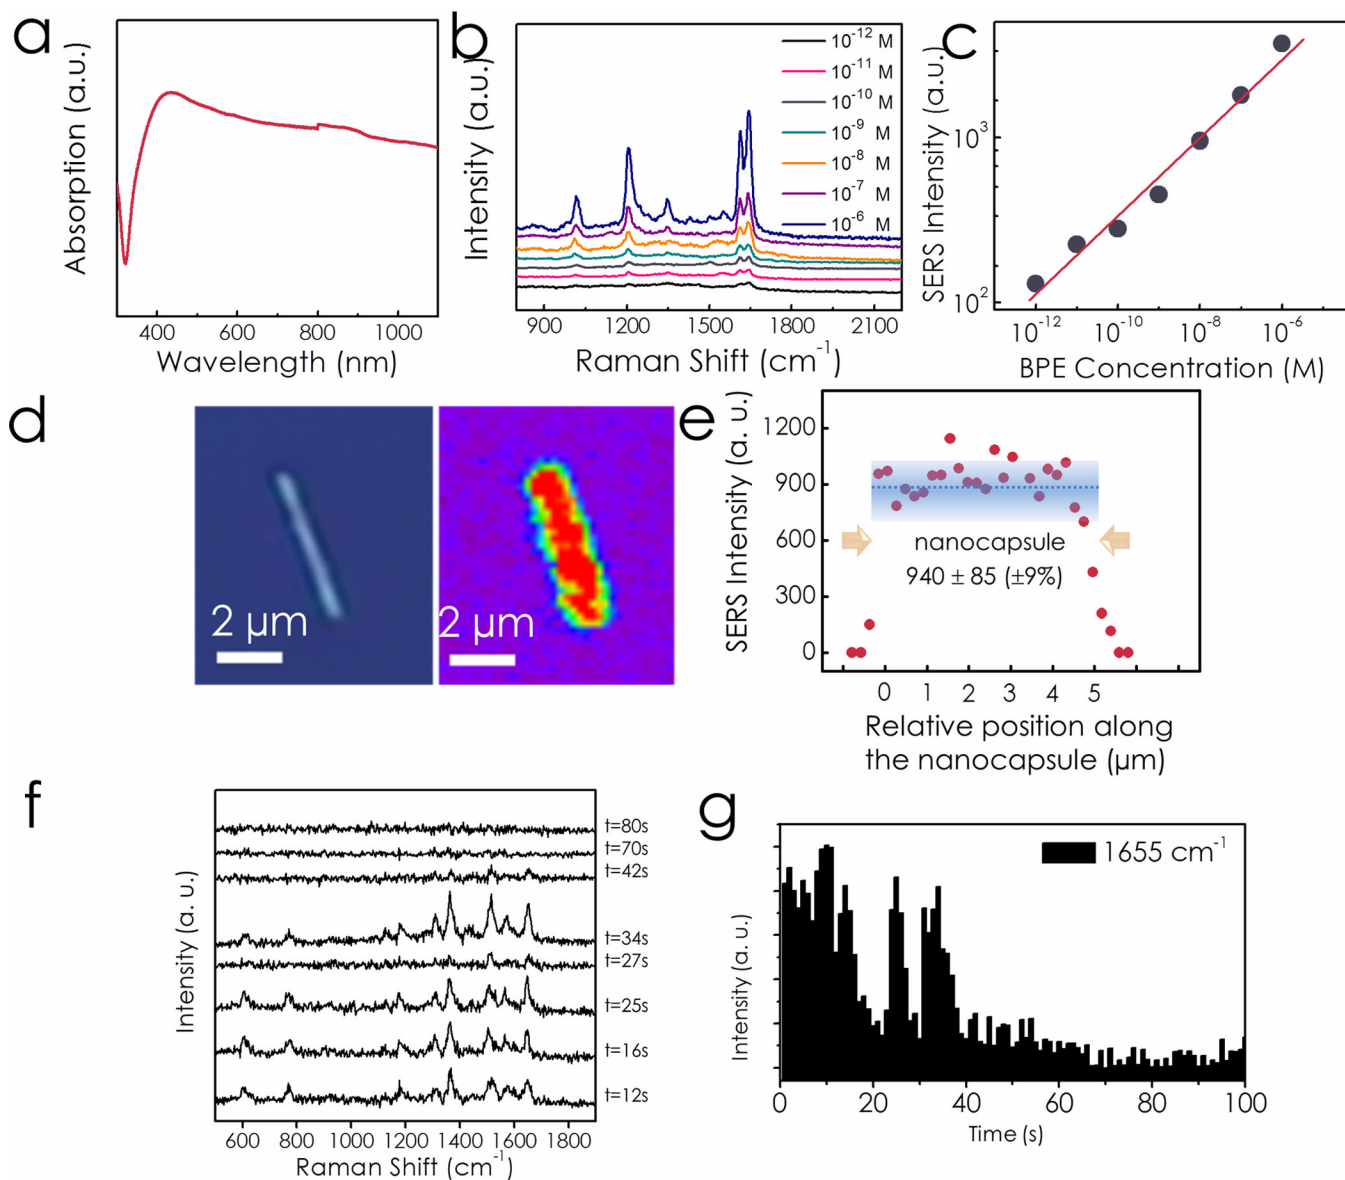 a
Absorption (a.u.)
400 600 800 1000
Wavelength (nm)
b
Intensity (a.u.)
10⁻¹² M
10⁻¹¹ M
10⁻¹⁰ M
10⁻⁹ M
10⁻⁸ M
10⁻⁷ M
10⁻⁶ M
900 1200 1500 1800 2100
Raman Shift (cm⁻¹)
c
SERS Intensity (a.u.)
10³
10²
10⁻¹² 10⁻¹⁰ 10⁻⁸ 10⁻⁶ 10⁻⁴
BPE Concentration (M)
d
2 μm
2 μm
e
SERS Intensity (a. u.)
1200
900
600
300
0
nanocapsule
940 ± 85 (±9%)
0 1 2 3 4 5
Relative position along
the nanocapsule (μm)
f
Intensity (a. u.)
t=80s
t=70s
t=42s
t=34s
t=27s
t=25s
t=16s
t=12s
600 800 1000 1200 1400 1600 1800
Raman Shift (cm⁻¹)
g
Intensity (a. u.)
1655 cm⁻¹
0 20 40 60 80 100
Time (s)